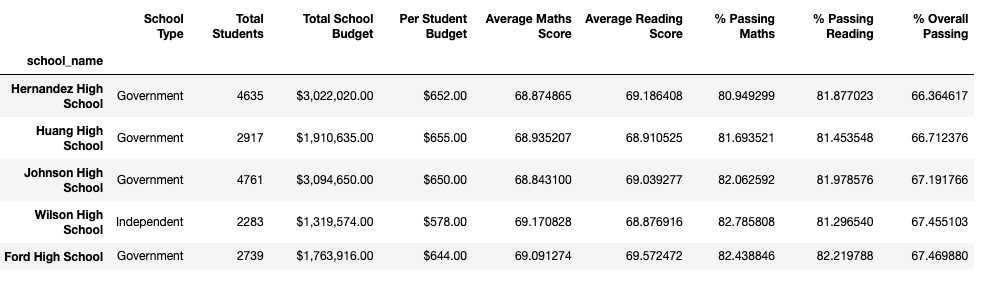 School Total Total School Per Student Average Maths Average Reading % Passing % Passing % Overall
Type Students Budget Budget Score Score Maths Reading Passing
school_name
Hernandez High
School Government 4635 $3,022,020.00 $652.00 68.874865 69.186408 80.949299 81.877023 66.364617
Huang High
School Government 2917 $1,910,635.00 $655.00 68.935207 68.910525 81.693521 81.453548 66.712376
Johnson High
School Government 4761 $3,094,650.00 $650.00 68.843100 69.039277 82.062592 81.978576 67.191766
Wilson High
School Independent 2283 $1,319,574.00 $578.00 69.170828 68.876916 82.785808 81.296540 67.455103
Ford High School Government 2739 $1,763,916.00 $644.00 69.091274 69.572472 82.438846 82.219788 67.469880